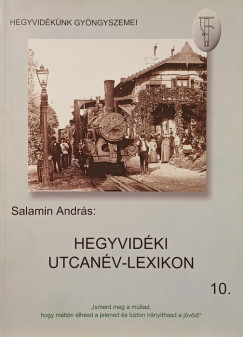 HEGYVIDÉKÜNK GYÖNGYSZEMEI
Salamin András:
HEGYVIDÉKI
UTCANÉV-LEXIKON
10.
„Ismerd meg a múltad,
hogy méltón élhesd a jelened és bizton irányíthasd a jövőd!"